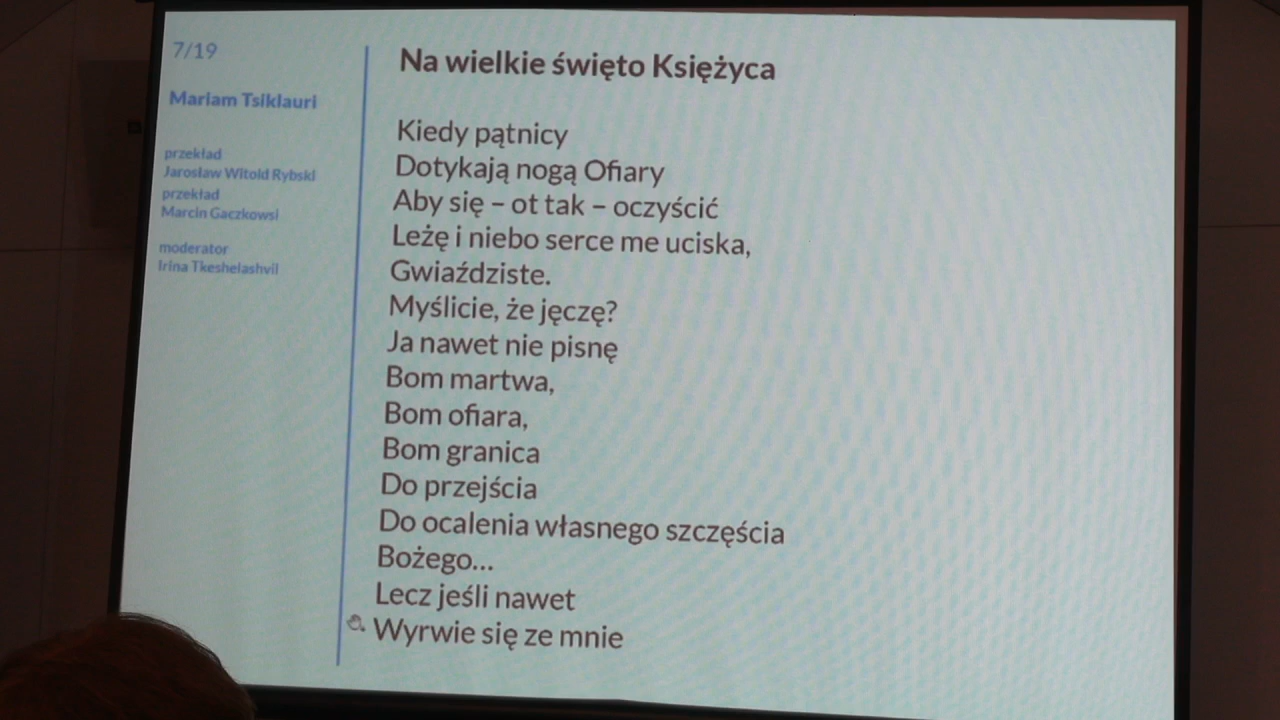 7/19
Mariam Tsiklauri
przekład
Jarosław Witold Rybski
przekład
Marcin Gaczkowsi
moderator
Irina Tkeshelashvil
Na wielkie święto Księżyca
Kiedy pątnicy
Dotykają nogą Ofiary
Aby się – ot tak – oczyścić
Leżę i niebo serce me uciska,
Gwiaździste.
Myślicie, że jęczę?
Ja nawet nie pisnę
Bom martwa,
Bom ofiara,
Bom granica
Do przejścia
Do ocalenia własnego szczęścia
Bożego...
Lecz jeśli nawet
Wyrwie się ze mnie